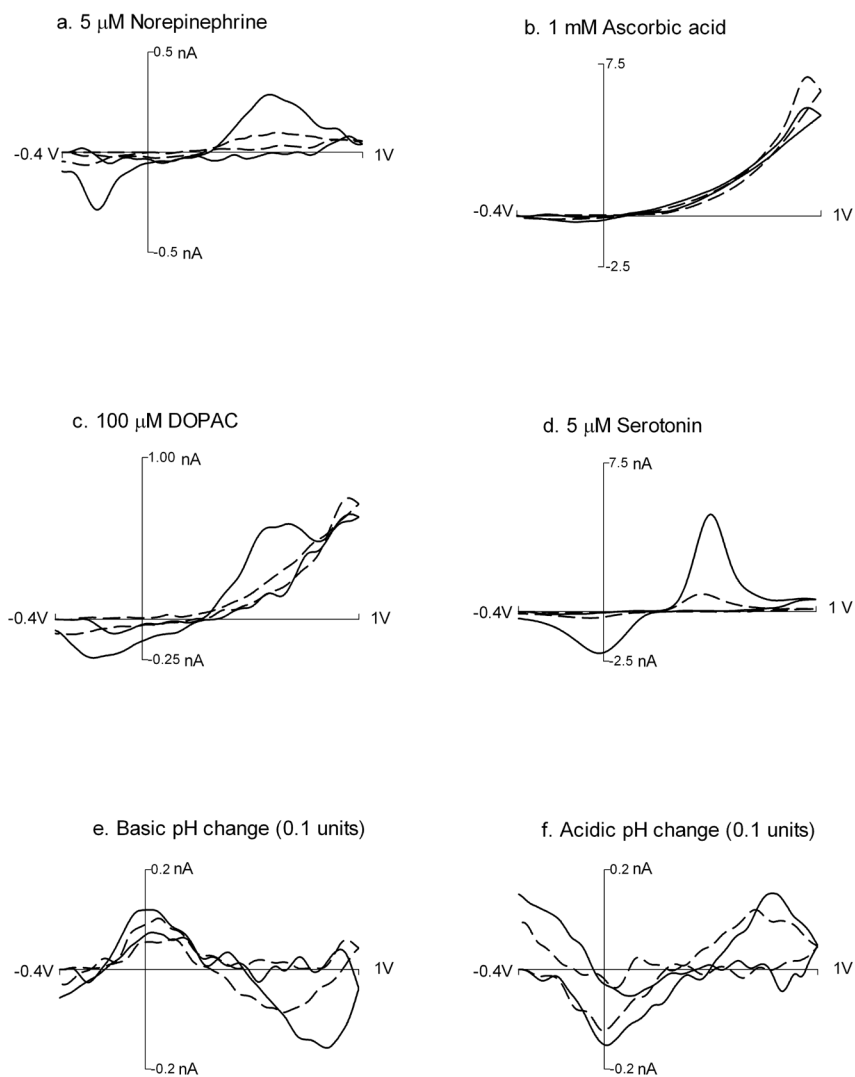 a. 5 μM Norepinephrine
0.5 nA
-0.4 V
1V
-0.5 nA
b. 1 mM Ascorbic acid
7.5
-0.4V
1V
-2.5
c. 100 μM DOPAC
1.00 nA
-0.4V
1V
-0.25 nA
d. 5 μM Serotonin
7.5 nA
-0.4V
1 V
-2.5 nA
e. Basic pH change (0.1 units)
0.2 nA
-0.4V
1V
-0.2 nA
f. Acidic pH change (0.1 units)
0.2 nA
-0.4V
1V
-0.2 nA